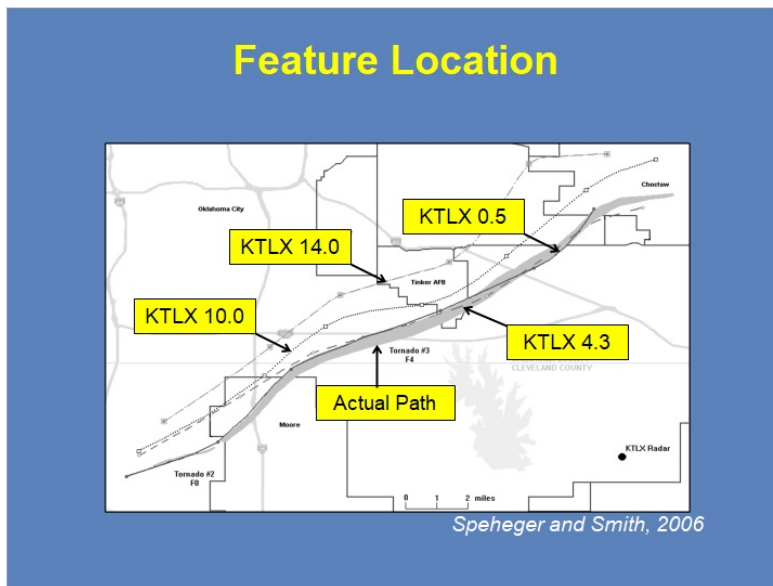 Feature Location
Choctaw
Oklahoma City
KTLX 0.5
KTLX 14.0
Tinker AFB
KTLX 10.0
KTLX 4.3
Tornado #3
F4
CLEVELAND COUNTY
Actual Path
Moore
KTLX Radar
Tornado #2
F0
0 1 2 miles
Speheger and Smith, 2006